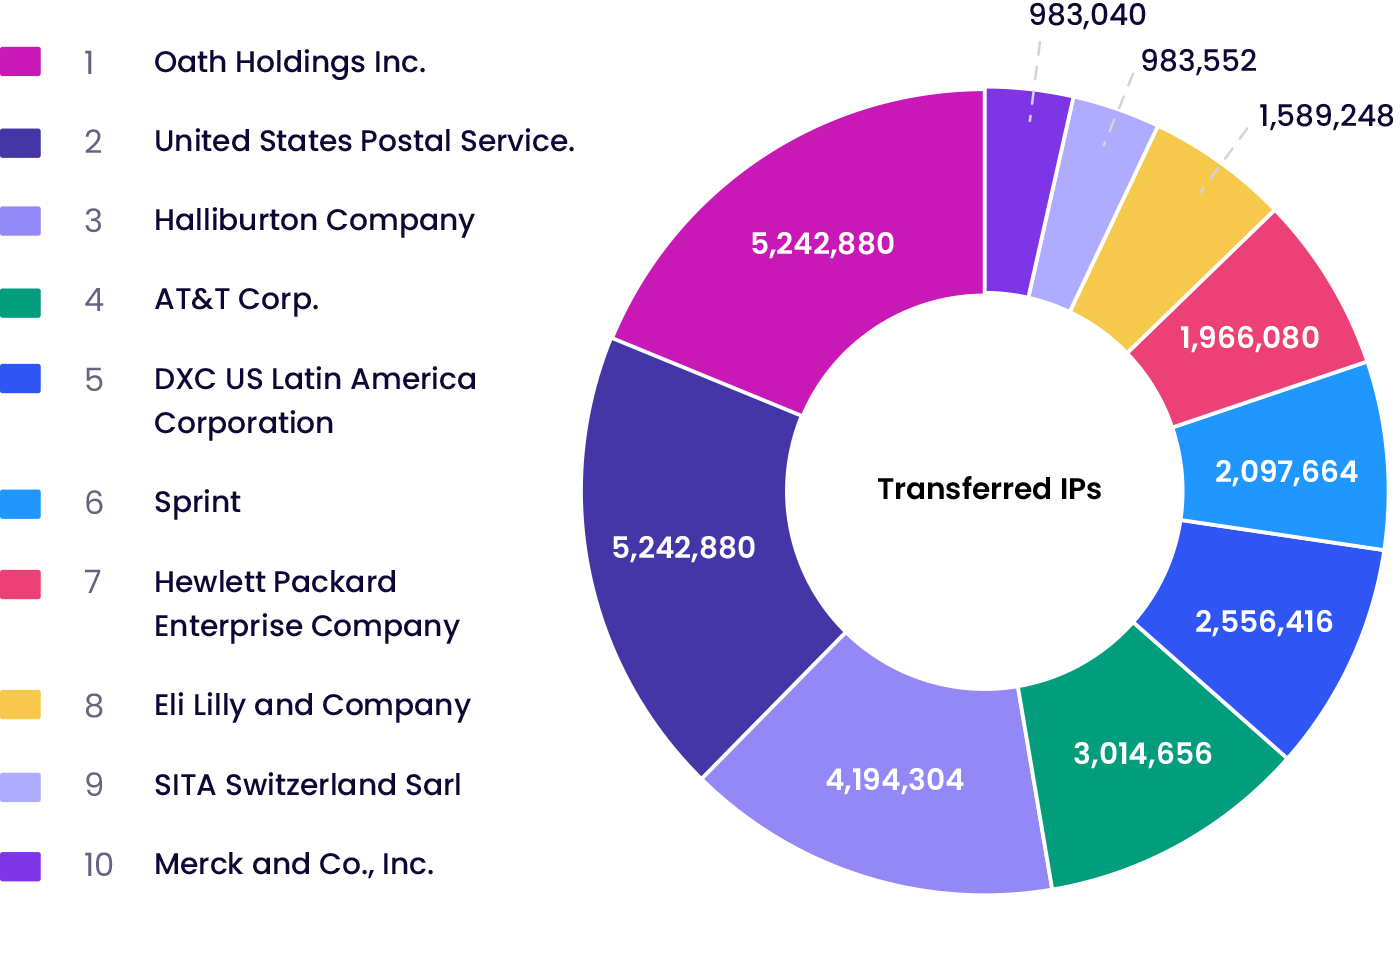 1 Oath Holdings Inc.
2 United States Postal Service.
3 Halliburton Company
4 AT&T Corp.
5 DXC US Latin America
Corporation
6 Sprint
7 Hewlett Packard
Enterprise Company
8 Eli Lilly and Company
9 SITA Switzerland Sarl
10 Merck and Co., Inc.
983,040
983,552
1,589,248
5,242,880
1,966,080
2,097,664
Transferred IPs
5,242,880
2,556,416
3,014,656
4,194,304